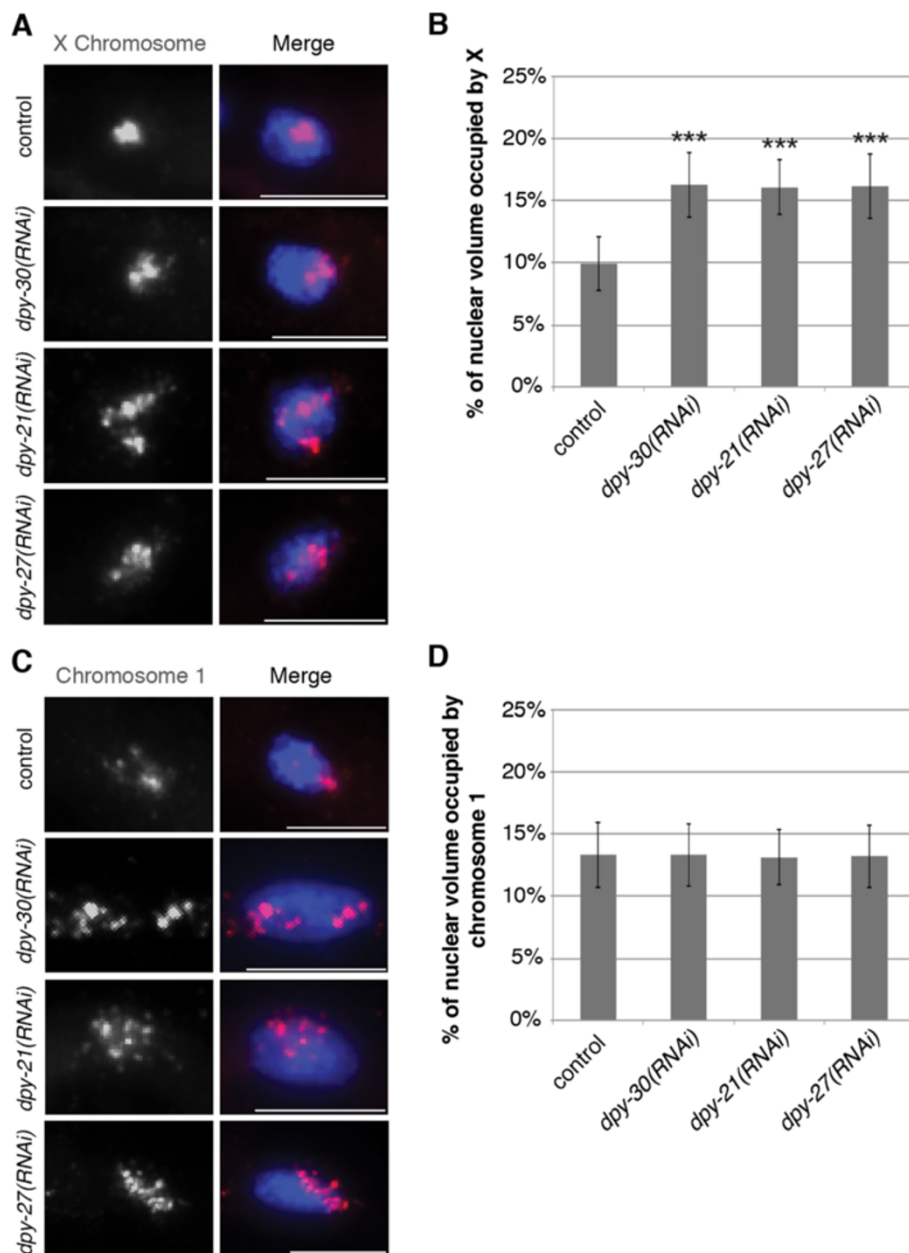 A
X Chromosome
Merge
control
dpy-30(RNAi)
dpy-21(RNAi)
dpy-27(RNAi)
B
% of nuclear volume occupied by X
25%
20%
15%
10%
5%
0%
***
***
***
control
dpy-30(RNAi)
dpy-21(RNAi)
dpy-27(RNAi)
C
Chromosome 1
Merge
control
dpy-30(RNAi)
dpy-21(RNAi)
dpy-27(RNAi)
D
% of nuclear volume occupied by
chromosome 1
25%
20%
15%
10%
5%
0%
control
dpy-30(RNAi)
dpy-21(RNAi)
dpy-27(RNAi)